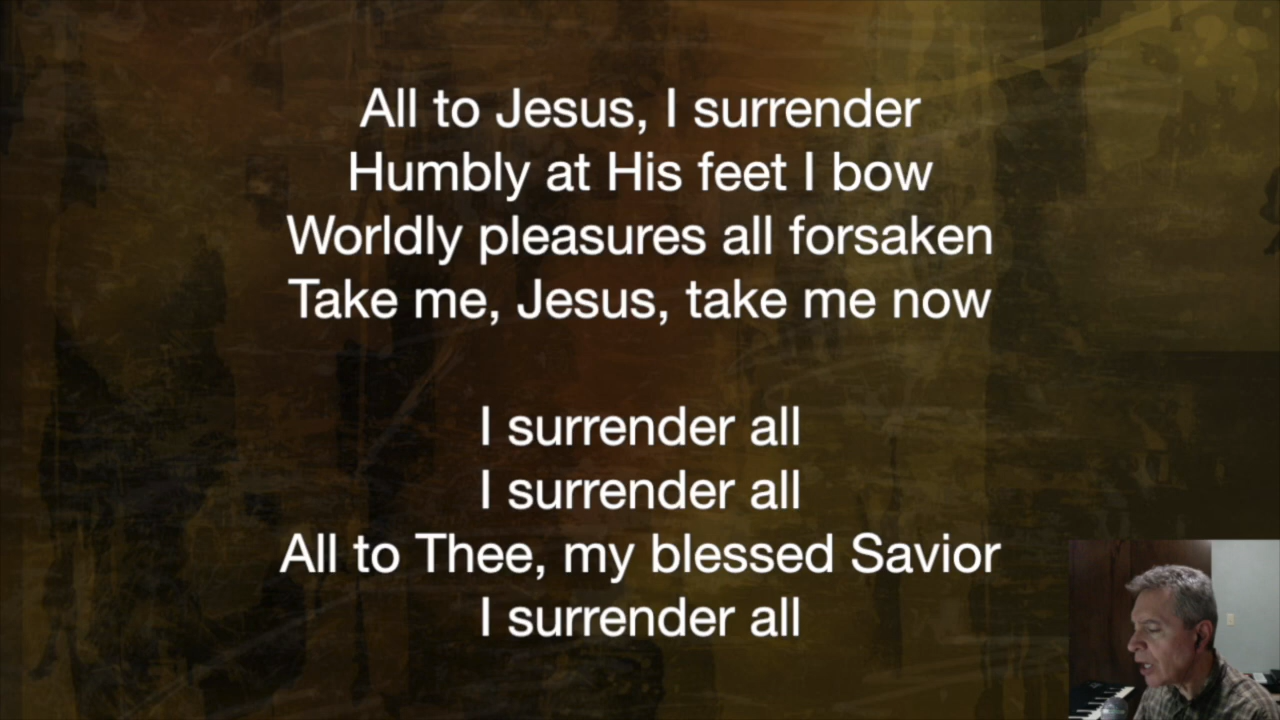 All to Jesus, I surrender
Humbly at His feet I bow
Worldly pleasures all forsaken
Take me, Jesus, take me now
I surrender all
I surrender all
All to Thee, my blessed Savior
I surrender all